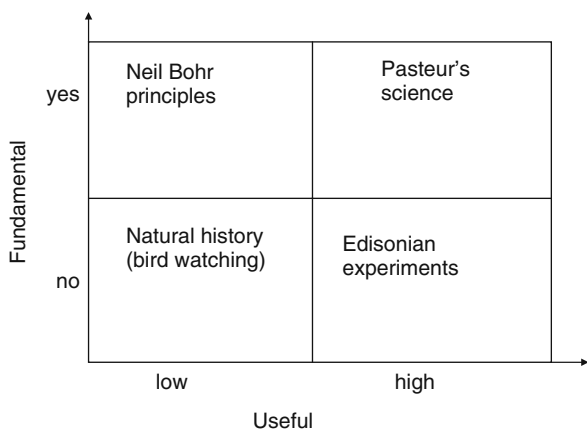 Fundamental
yes
no
Neil Bohr
principles
Pasteur's
science
Natural history
(bird watching)
Edisonian
experiments
low
high
Useful